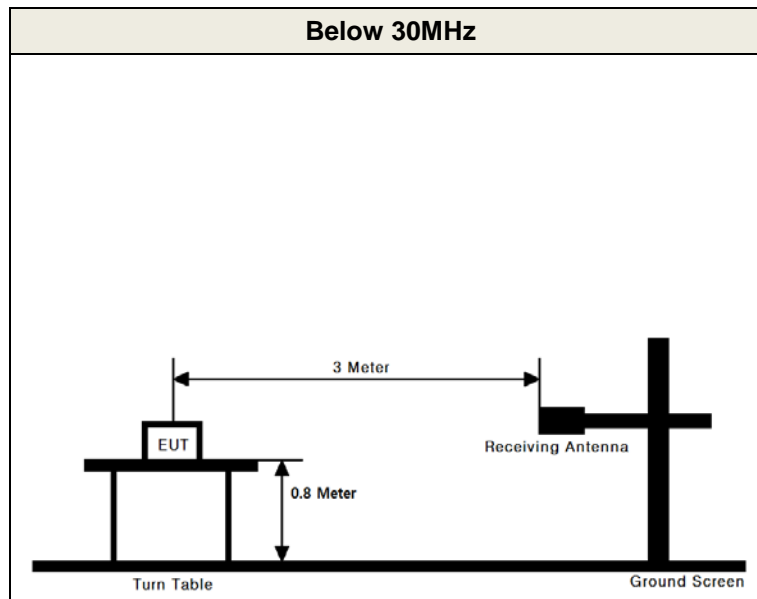 Below 30MHz
3 Meter
EUT
Receiving Antenna
0.8 Meter
Turn Table
Ground Screen